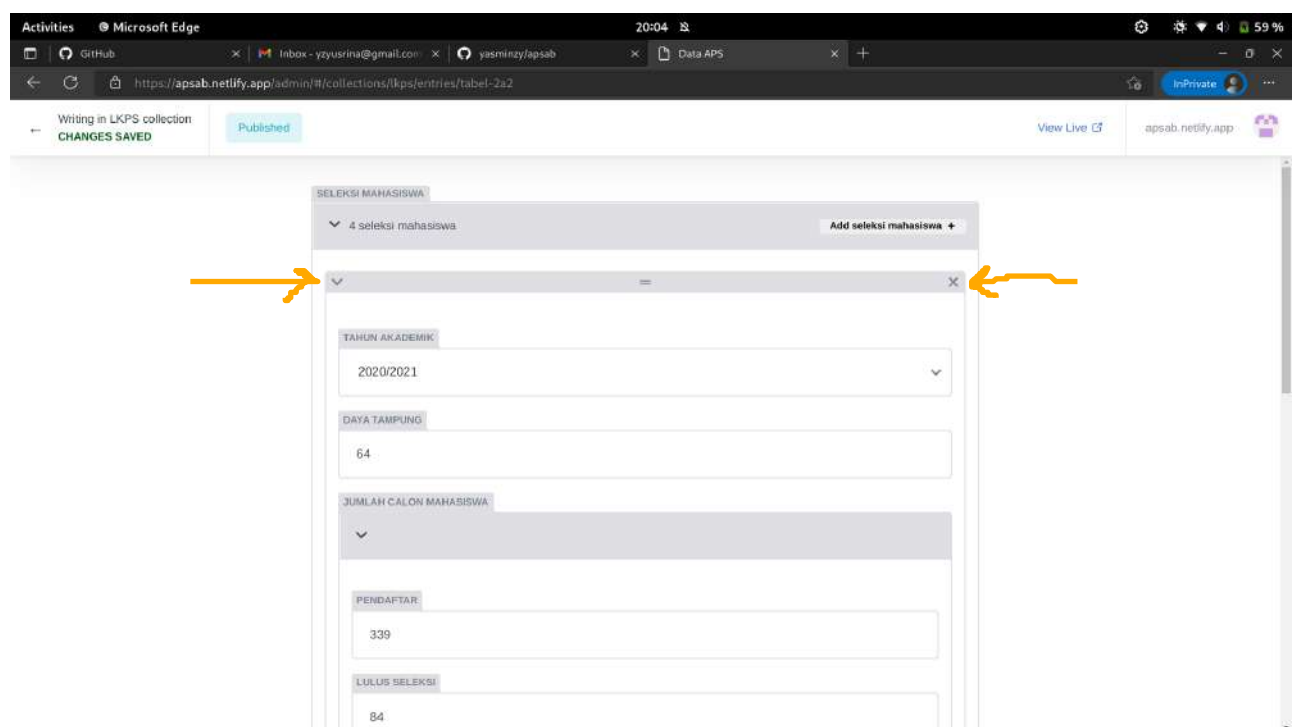 Activities Microsoft Edge 20:04 59 %
GitHub Inbox - yzyusrina@gmail.com yasminzy/apsab Data APS
https://apsab.netlify.app/admin/#/collections/lkps/entries/tabel-2a2 InPrivate
Writing in LKPS collection
CHANGES SAVED
Published
View Live
apsab.netlify.app
SELEKSI MAHASISWA
4 seleksi mahasiswa Add seleksi mahasiswa +
TAHUN AKADEMIK
2020/2021
DAYA TAMPUNG
64
JUMLAH CALON MAHASISWA
PENDAFTAR
339
LULUS SELEKSI
84